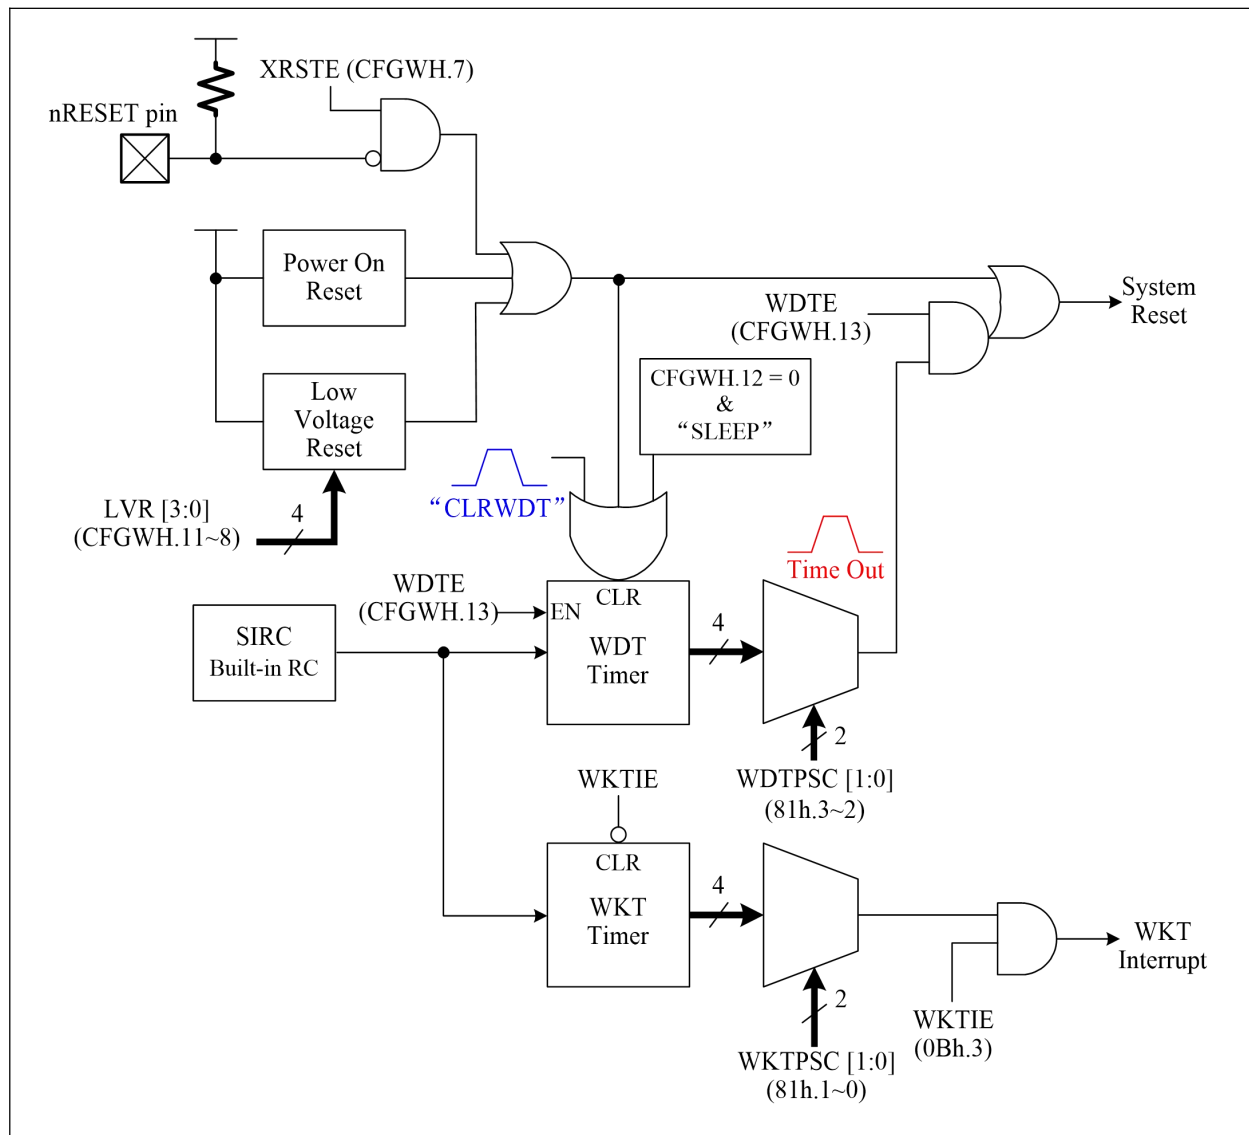 XRSTE (CFGWH.7)
nRESET pin
Power On
Reset
Low
Voltage
Reset
LVR [3:0]
(CFGWH.11~8)
4
WDTE
(CFGWH.13)
System
Reset
CFGWH.12 = 0
&
“SLEEP”
“CLRWDT”
Time Out
WDTE
(CFGWH.13)
SIRC
Built-in RC
CLR
EN
WDT
Timer
4
2
WDTPSC [1:0]
(81h.3~2)
WKTIE
CLR
WKT
Timer
4
2
WKTPSC [1:0]
(81h.1~0)
WKTIE
(0Bh.3)
WKT
Interrupt